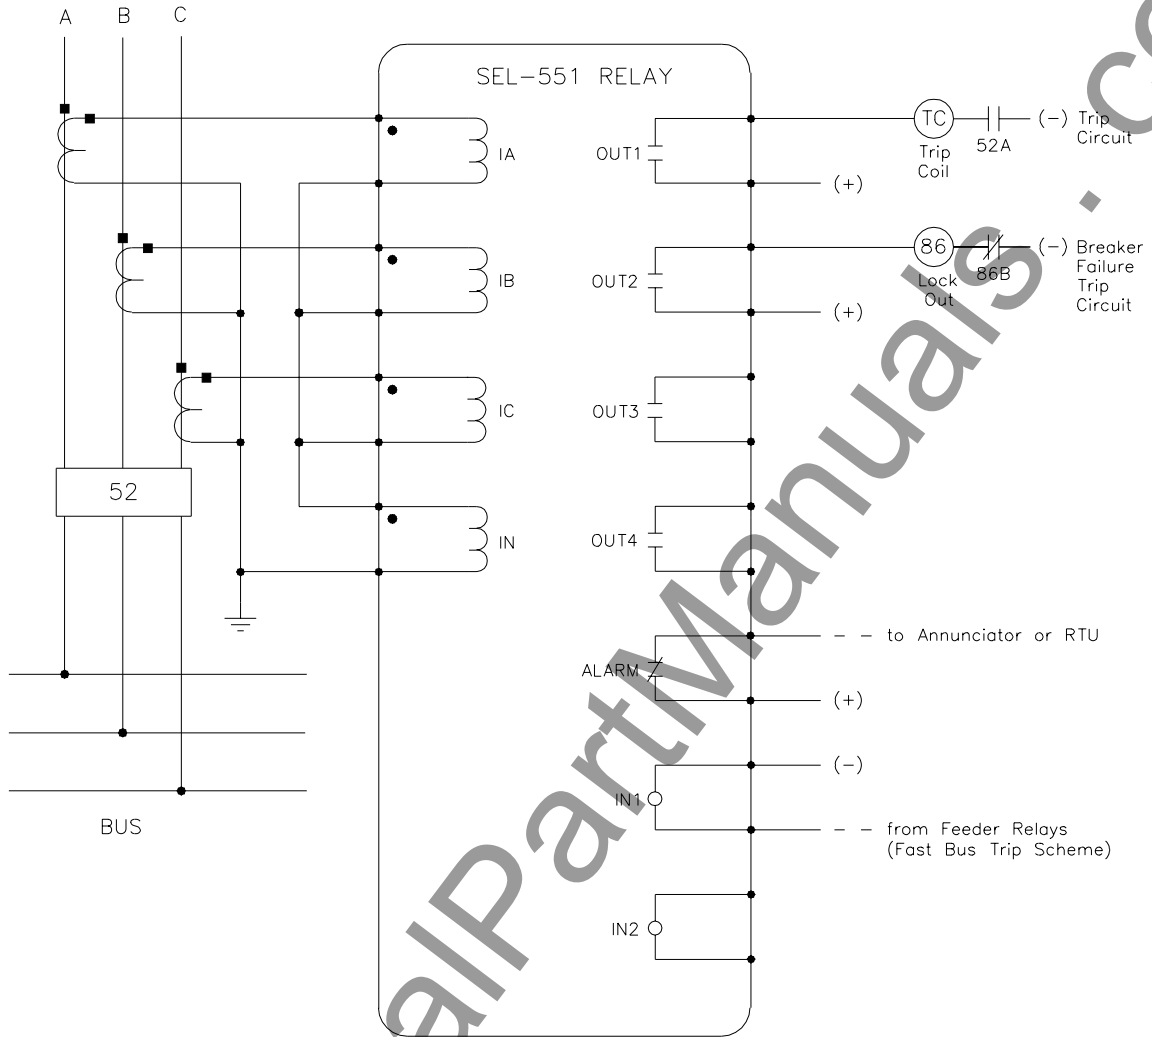 A B C
SEL-551 RELAY
IA
OUT1
TC
Trip
Coil
52A
(-) Trip
Circuit
(+)
IB
OUT2
86
Lock
Out
86B
(-) Breaker
Failure
Trip
Circuit
(+)
IC
OUT3
52
IN
OUT4
ALARM
to Annunciator or RTU
(+)
(-)
IN1
from Feeder Relays
(Fast Bus Trip Scheme)
BUS
IN2
alPartManuals . co